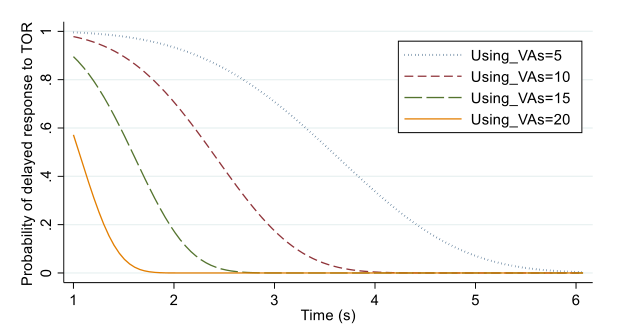 Probability of delayed response to TOR
1
.8
.6
.4
.2
0
Using_VAs=5
Using_VAs=10
Using_VAs=15
Using_VAs=20
1 2 3 4 5 6
Time (s)